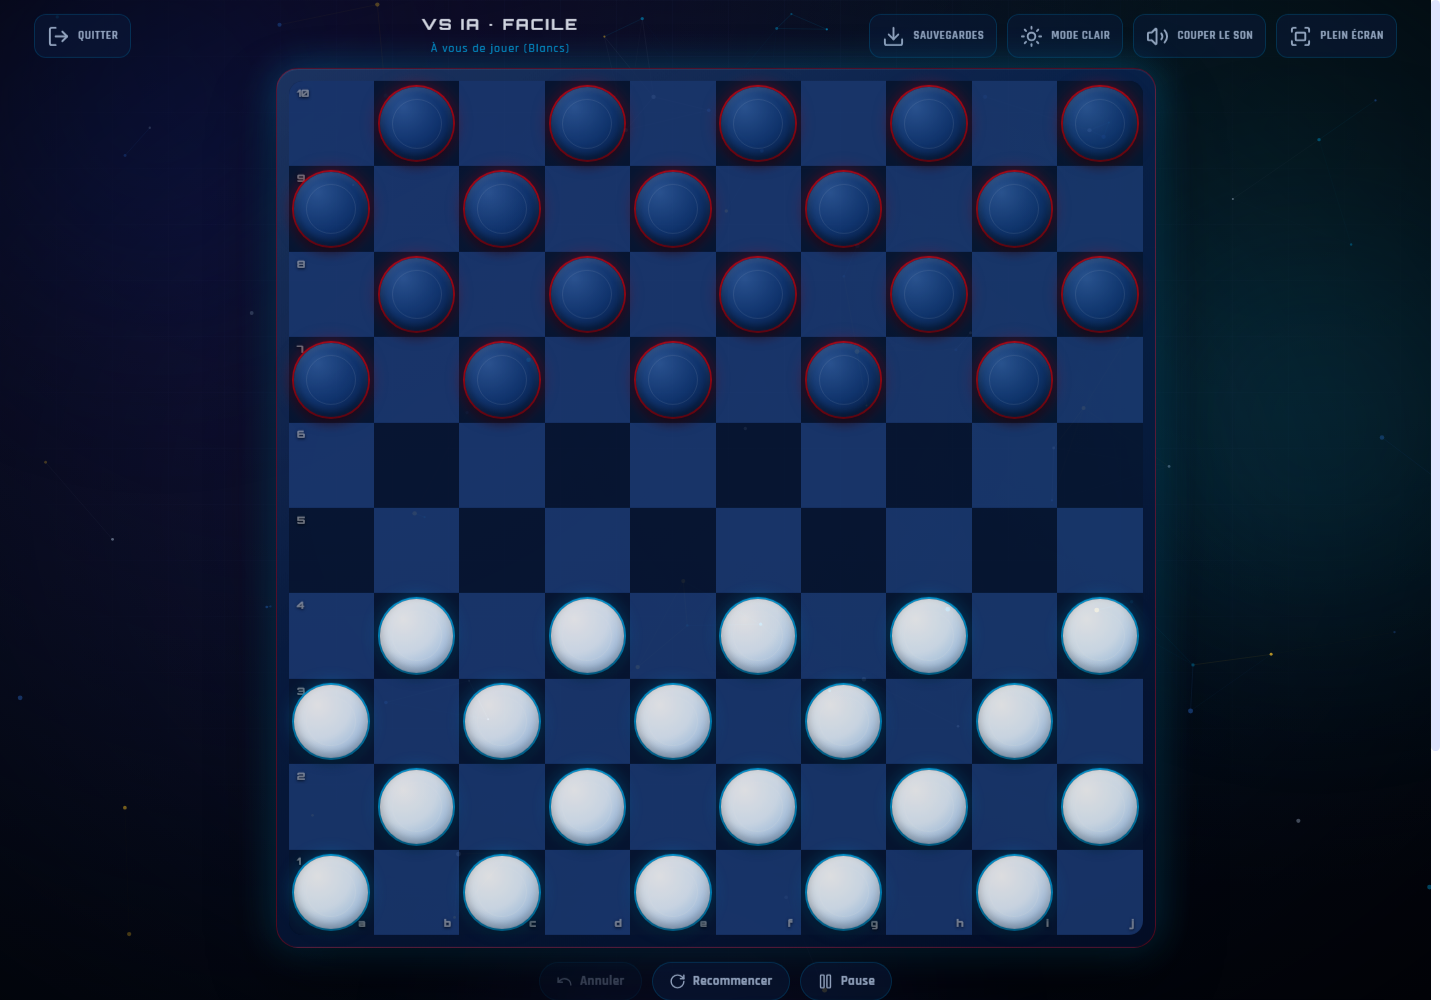 QUITTER
VS IA · FACILE
À vous de jouer (Blancs)
SAUVEGARDES
MODE CLAIR
COUPER LE SON
PLEIN ÉCRAN
10
9
8
7
6
5
4
3
2
1
a b c d e f g h i j
Annuler
Recommencer
Pause